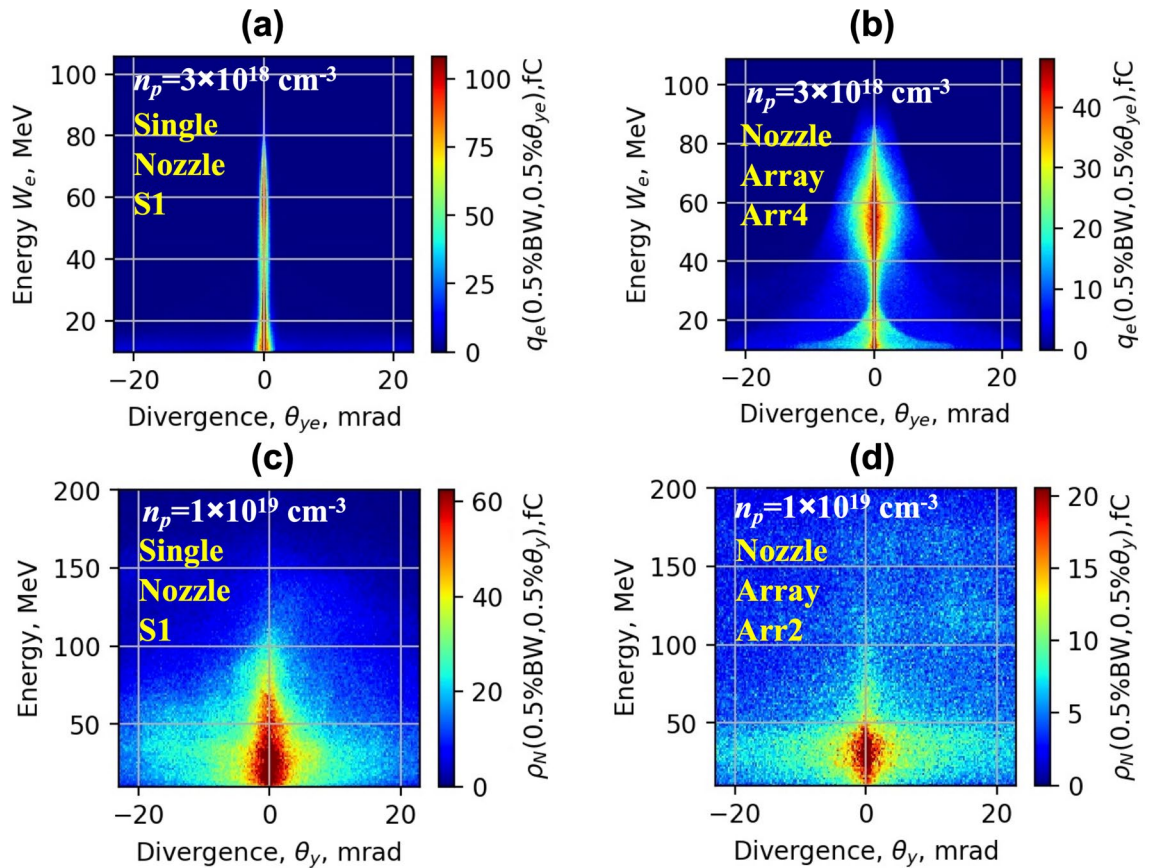 (a)
n_p=3×10^18 cm^-3
Single
Nozzle
S1
100
80
60
40
20
Energy W_e, MeV
−20
0
20
Divergence, θ_ye, mrad
100
75
50
25
0
q_e(0.5%BW,0.5%θ_ye),fC
(b)
n_p=3×10^18 cm^-3
Nozzle
Array
Arr4
100
80
60
40
20
Energy W_e, MeV
−20
0
20
Divergence, θ_ye, mrad
40
30
20
10
0
q_e(0.5%BW,0.5%θ_ye),fC
(c)
n_p=1×10^19 cm^-3
Single
Nozzle
S1
200
150
100
50
Energy, MeV
−20
0
20
Divergence, θ_y, mrad
60
40
20
0
ρ_N(0.5%BW,0.5%θ_y),fC
(d)
n_p=1×10^19 cm^-3
Nozzle
Array
Arr2
200
150
100
50
Energy, MeV
−20
0
20
Divergence, θ_y, mrad
20
15
10
5
0
ρ_N(0.5%BW,0.5%θ_y),fC